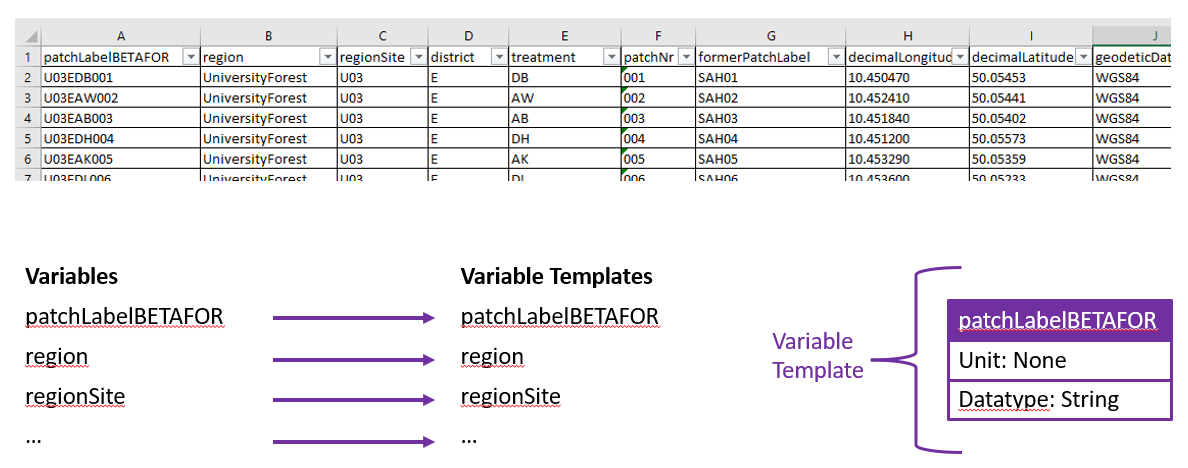 A B C D E F G H I J
1 patchLabelBETAFOR region regionSite district treatment patchNr formerPatchLabel decimalLongitud decimalLatitude geodeticDat
2 U03EDB001 UniversityForest U03 E DB 001 SAH01 10.450470 50.05453 WGS84
3 U03EAW002 UniversityForest U03 E AW 002 SAH02 10.452410 50.05441 WGS84
4 U03EAB003 UniversityForest U03 E AB 003 SAH03 10.451840 50.05402 WGS84
5 U03EDH004 UniversityForest U03 E DH 004 SAH04 10.451200 50.05573 WGS84
6 U03EAK005 UniversityForest U03 E AK 005 SAH05 10.453290 50.05359 WGS84
7 U03EDL006 UniversityForest U03 E DL 006 SAH06 10.453600 50.05233 WGS84
Variables Variable Templates
patchLabelBETAFOR patchLabelBETAFOR
region region
regionSite regionSite
... ...
Variable
Template
patchLabelBETAFOR
Unit: None
Datatype: String